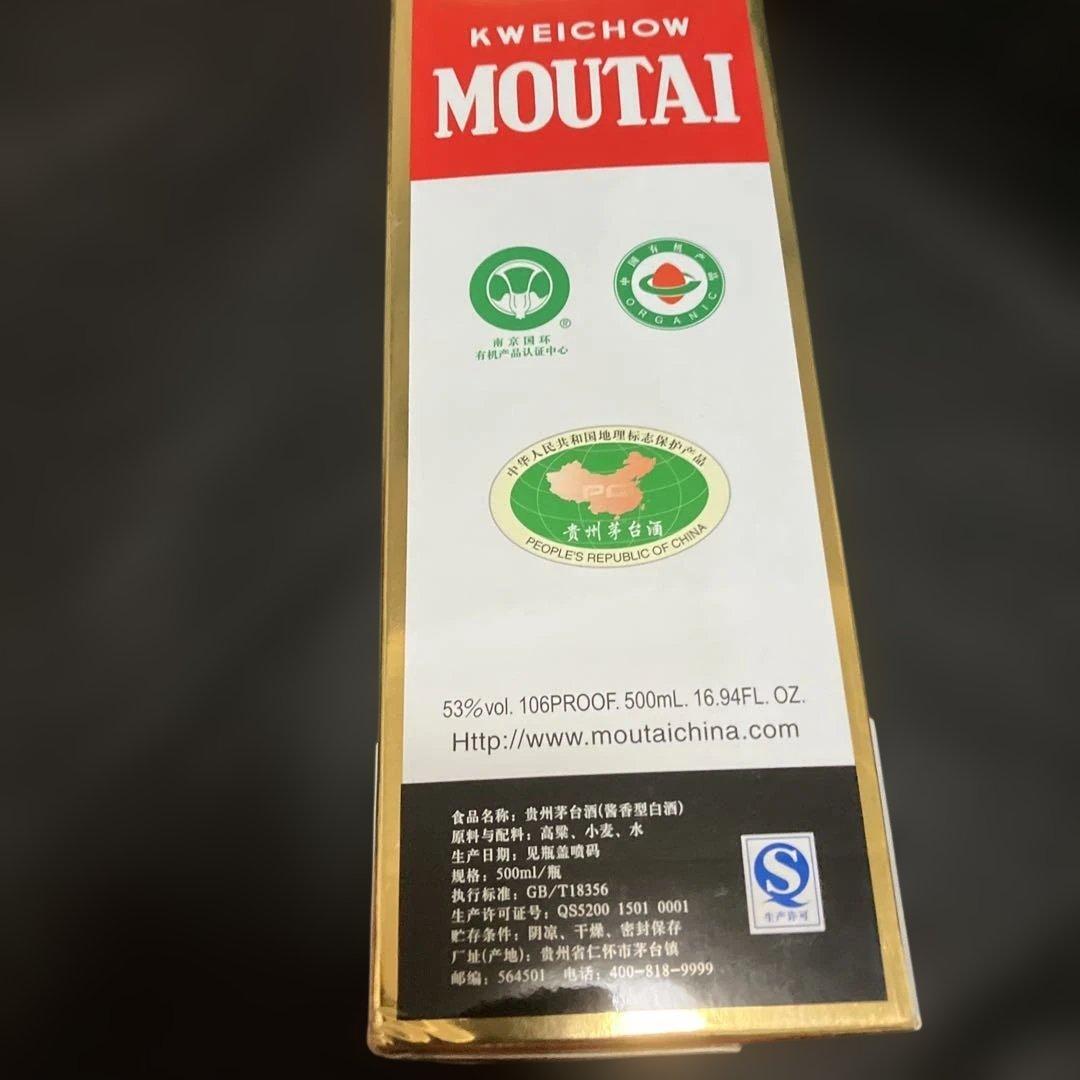 KWEICHOW
MOUTAI
南京国环
有机产品认证中心
®
中国有机产品
ORGANIC
中华人民共和国地理标志保护产品
PG
贵州茅台酒
PEOPLE'S REPUBLIC OF CHINA
53%vol. 106PROOF. 500mL. 16.94FL. OZ.
Http://www.moutaichina.com
食品名称：贵州茅台酒(酱香型白酒)
原料与配料：高粱、小麦、水
生产日期：见瓶盖喷码
规格：500ml/瓶
执行标准：GB/T18356
生产许可证号：QS5200 1501 0001
贮存条件：阴凉、干燥、密封保存
厂址(产地)：贵州省仁怀市茅台镇
邮编：564501 电话：400-818-9999
生产许可